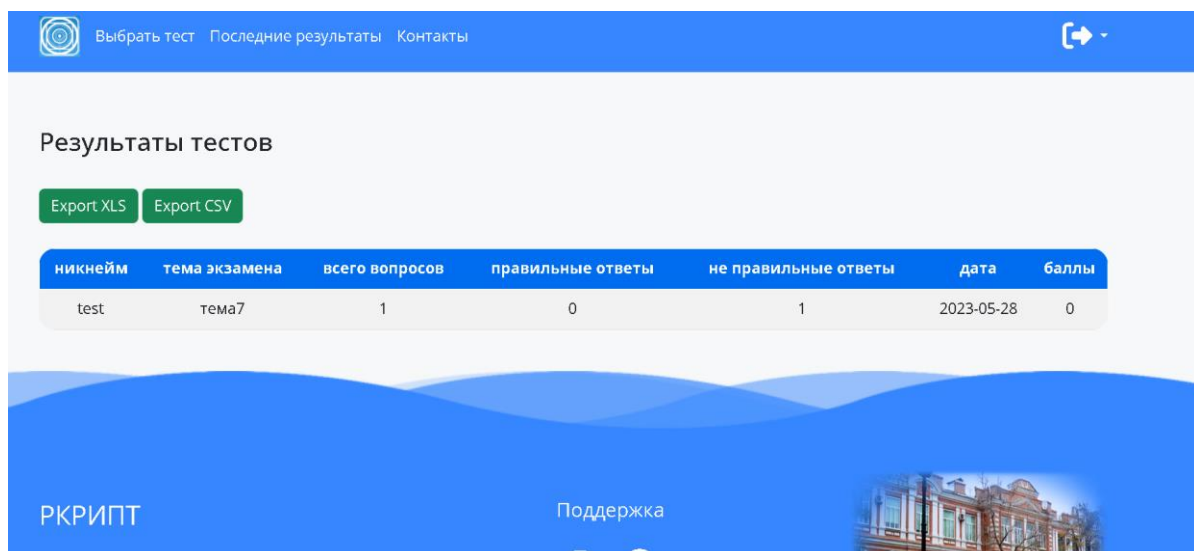 Выбрать тест Последние результаты Контакты
Результаты тестов
Export XLS Export CSV
никнейм тема экзамена всего вопросов правильные ответы не правильные ответы дата баллы
test тема7 1 0 1 2023-05-28 0
РКРИПТ Поддержка